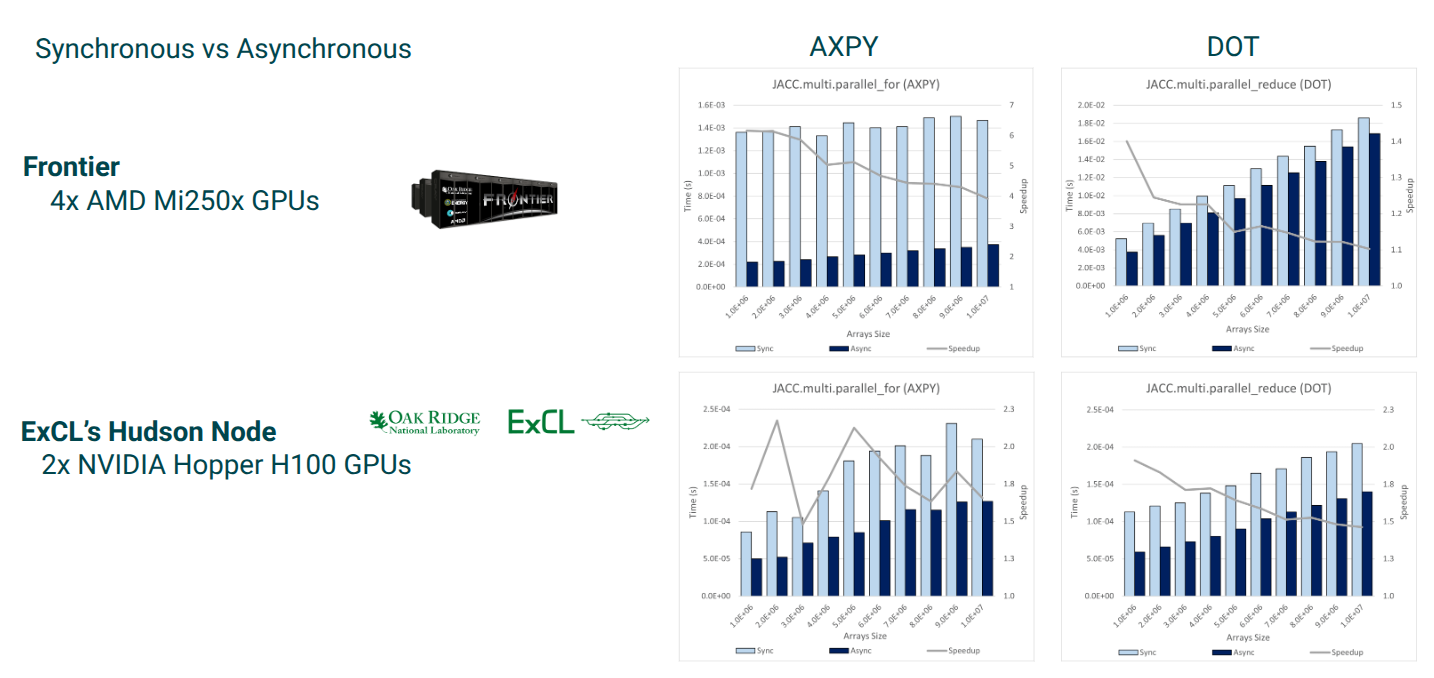 Synchronous vs Asynchronous
AXPY
DOT
Frontier
4x AMD Mi250x GPUs
OAK RIDGE
FRONTIER
AMD
JACC.multi.parallel_for (AXPY)
1.6E-03
1.4E-03
1.2E-03
1.0E-03
8.0E-04
6.0E-04
4.0E-04
2.0E-04
0.0E+00
Time (s)
7
6
5
4
3
2
1
Speedup
1.0E+06
2.0E+06
3.0E+06
4.0E+06
5.0E+06
6.0E+06
7.0E+06
8.0E+06
9.0E+06
1.0E+07
Arrays Size
Sync Async Speedup
JACC.multi.parallel_reduce (DOT)
2.0E-02
1.8E-02
1.6E-02
1.4E-02
1.2E-02
1.0E-02
8.0E-03
6.0E-03
4.0E-03
2.0E-03
0.0E+00
Time (s)
1.5
1.4
1.3
1.2
1.1
1.0
Speedup
1.0E+06
2.0E+06
3.0E+06
4.0E+06
5.0E+06
6.0E+06
7.0E+06
8.0E+06
9.0E+06
1.0E+07
Arrays Size
Sync Async Speedup
ExCL's Hudson Node
2x NVIDIA Hopper H100 GPUs
OAK RIDGE
National Laboratory
ExCL
JACC.multi.parallel_for (AXPY)
2.5E-04
2.0E-04
1.5E-04
1.0E-04
5.0E-05
0.0E+00
Time (s)
2.3
2.0
1.8
1.5
1.3
1.0
Speedup
1.0E+06
2.0E+06
3.0E+06
4.0E+06
5.0E+06
6.0E+06
7.0E+06
8.0E+06
9.0E+06
1.0E+07
Arrays Size
Sync Async Speedup
JACC.multi.parallel_reduce (DOT)
2.5E-04
2.0E-04
1.5E-04
1.0E-04
5.0E-05
0.0E+00
Time (s)
2.3
2.0
1.8
1.5
1.3
1.0
Speedup
1.0E+06
2.0E+06
3.0E+06
4.0E+06
5.0E+06
6.0E+06
7.0E+06
8.0E+06
9.0E+06
1.0E+07
Arrays Size
Sync Async Speedup